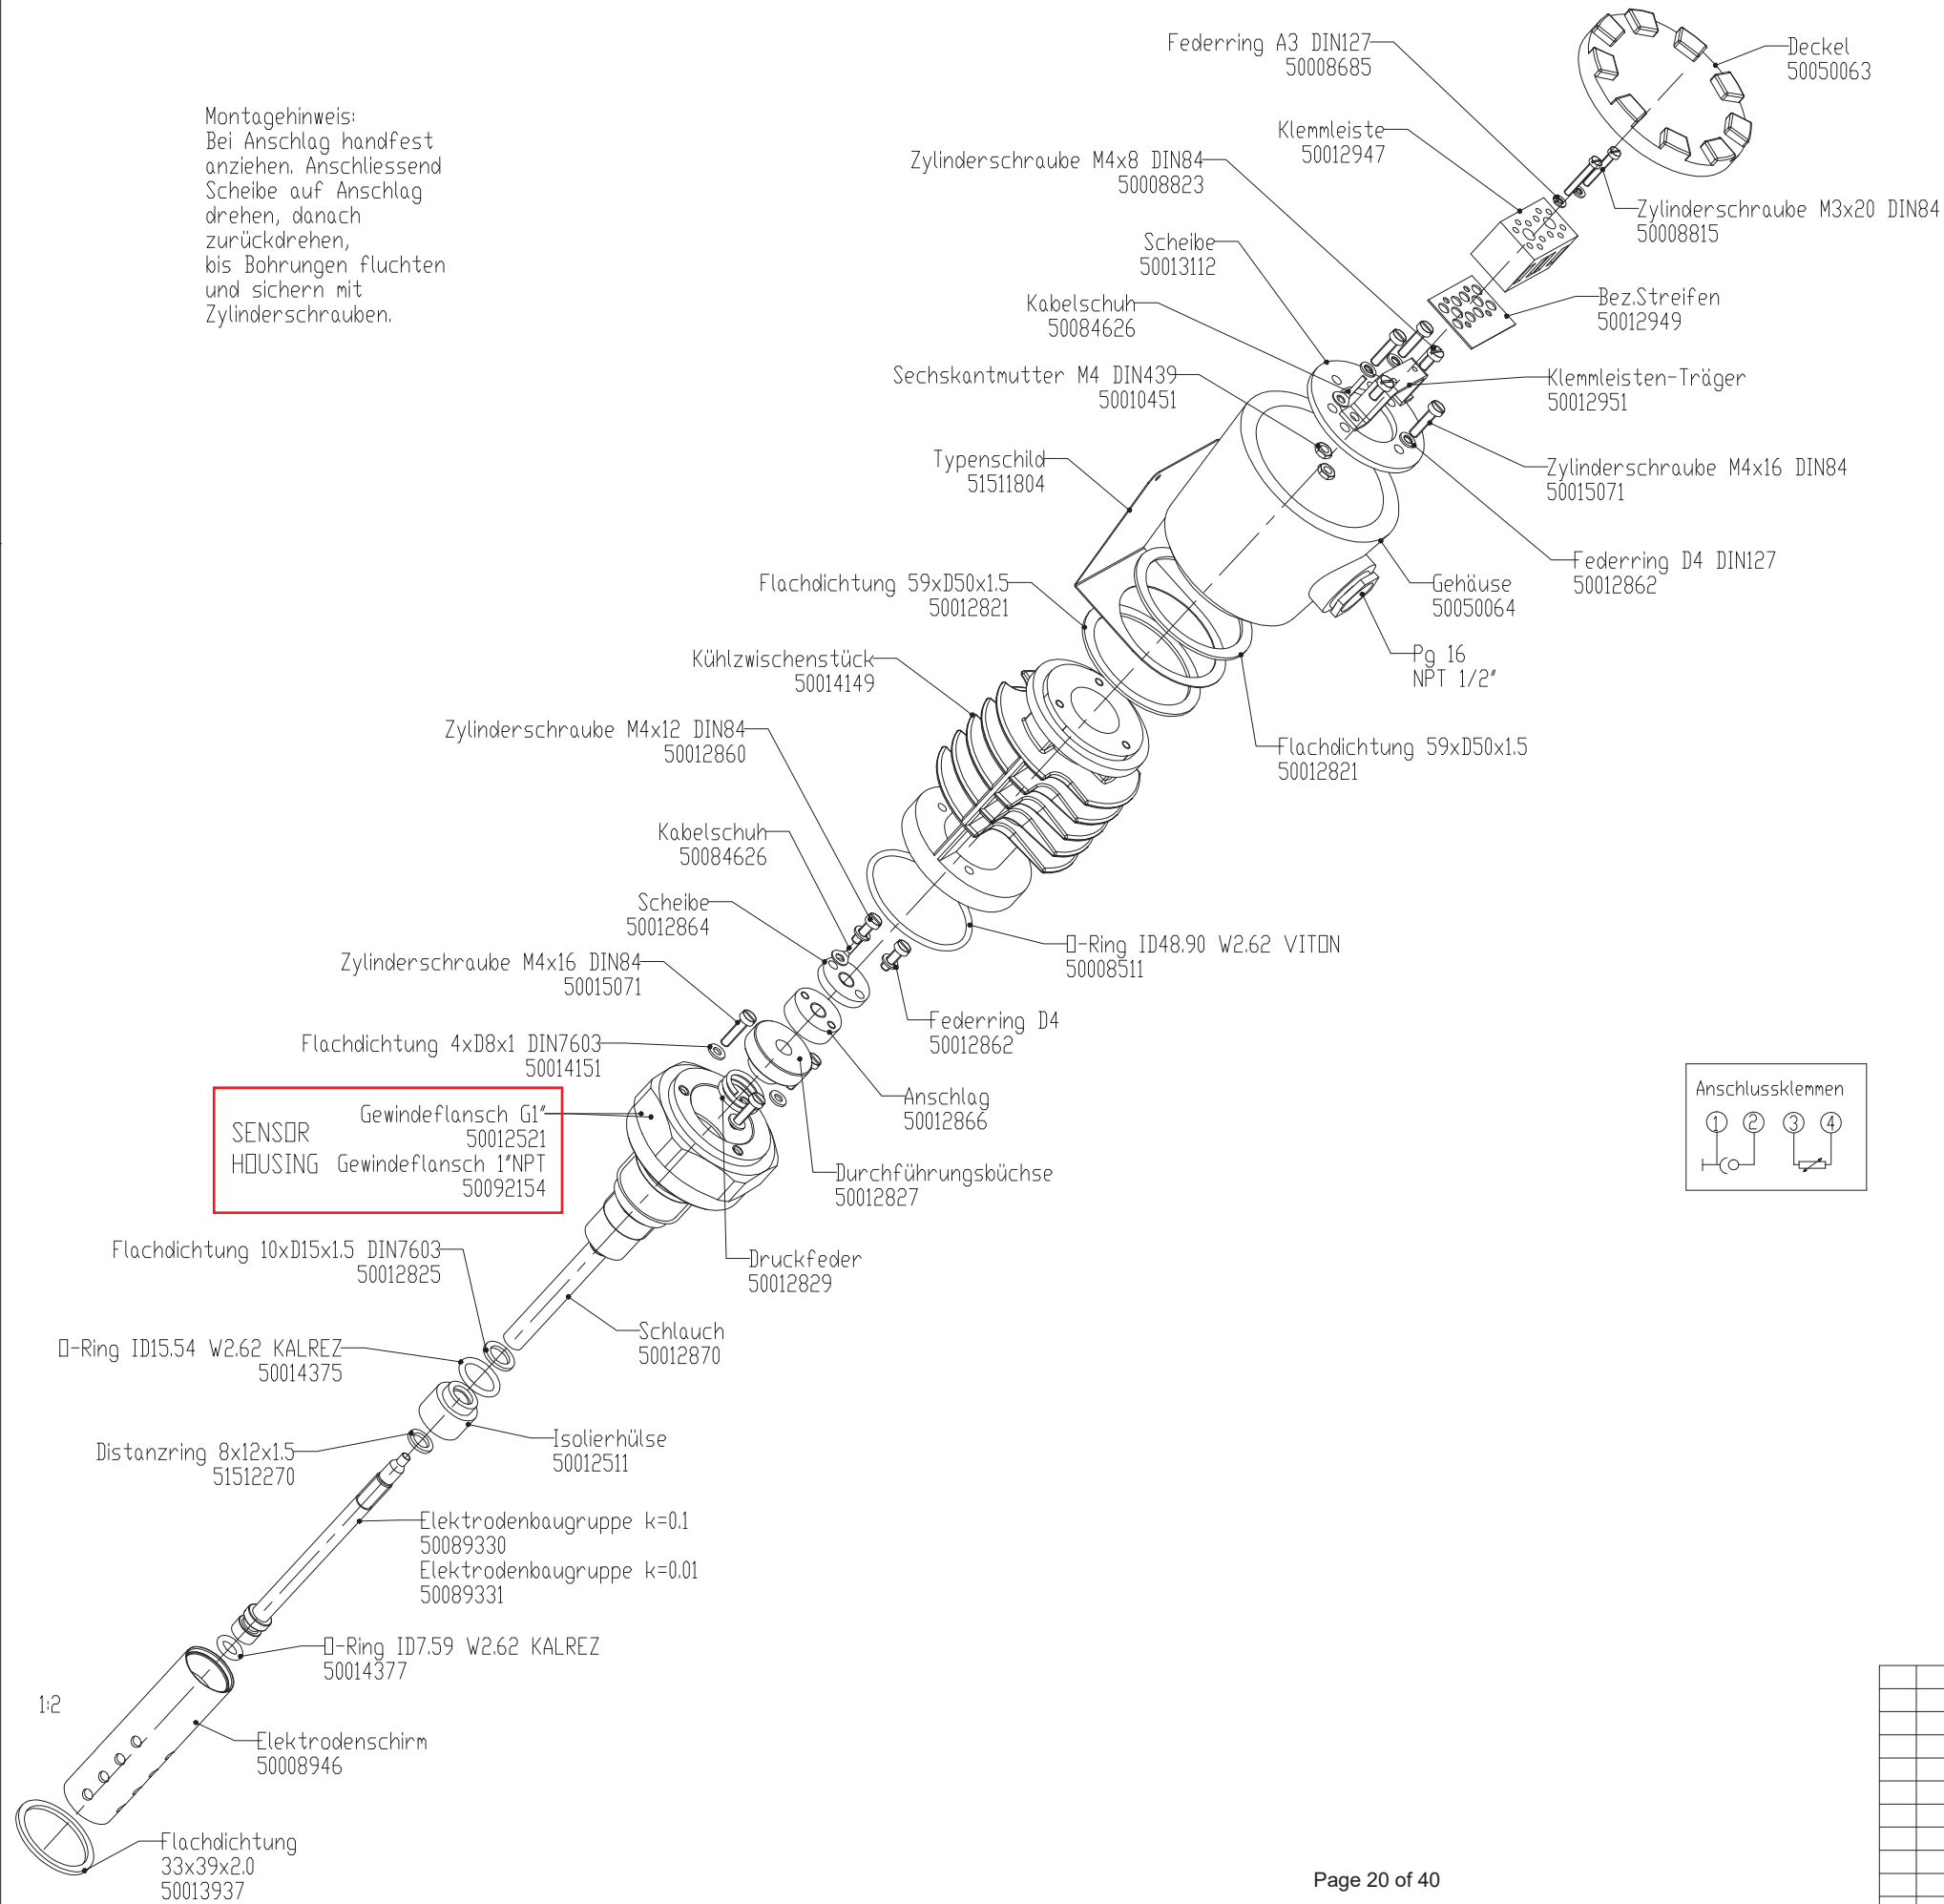 Federring A3 DIN127
50008685
Deckel
50050063
Montagehinweis:
Bei Anschlag handfest
anziehen. Anschliessend
Scheibe auf Anschlag
drehen, danach
zurückdrehen,
bis Bohrungen fluchten
und sichern mit
Zylinderschrauben.
Klemmleiste
50012947
Zylinderschraube M4x8 DIN84
50008823
Zylinderschraube M3x20 DIN84
50008815
Scheibe
50013112
Kabelschuh
50084626
Bez.Streifen
50012949
Sechskantmutter M4 DIN439
50010451
Klemmleisten-Träger
50012951
Typenschild
51511804
Zylinderschraube M4x16 DIN84
50015071
Federring D4 DIN127
50012862
Flachdichtung 59xD50x1.5
50012821
Gehäuse
50050064
Kühlzwischenstück
50014149
Pg 16
NPT 1/2"
Zylinderschraube M4x12 DIN84
50012860
Flachdichtung 59xD50x1.5
50012821
Kabelschuh
50084626
Scheibe
50012864
O-Ring ID48.90 W2.62 VITON
50008511
Zylinderschraube M4x16 DIN84
50015071
Federring D4
50012862
Flachdichtung 4xD8x1 DIN7603
50014151
Anschlag
50012866
Anschlussklemmen
1 2 3 4
SENSOR
HOUSING
Gewindeflansch G1"
50012521
Gewindeflansch 1"NPT
50092154
Durchführungsbüchse
50012827
Flachdichtung 10xD15x1.5 DIN7603
50012825
Druckfeder
50012829
Schlauch
50012870
O-Ring ID15.54 W2.62 KALREZ
50014375
Isolierhülse
50012511
Distanzring 8x12x1.5
51512270
Elektrodenbaugruppe k=0.1
50089330
Elektrodenbaugruppe k=0.01
50089331
O-Ring ID7.59 W2.62 KALREZ
50014377
1:2
Elektrodenschirm
50008946
Flachdichtung
33x39x2.0
50013937
Page 20 of 40